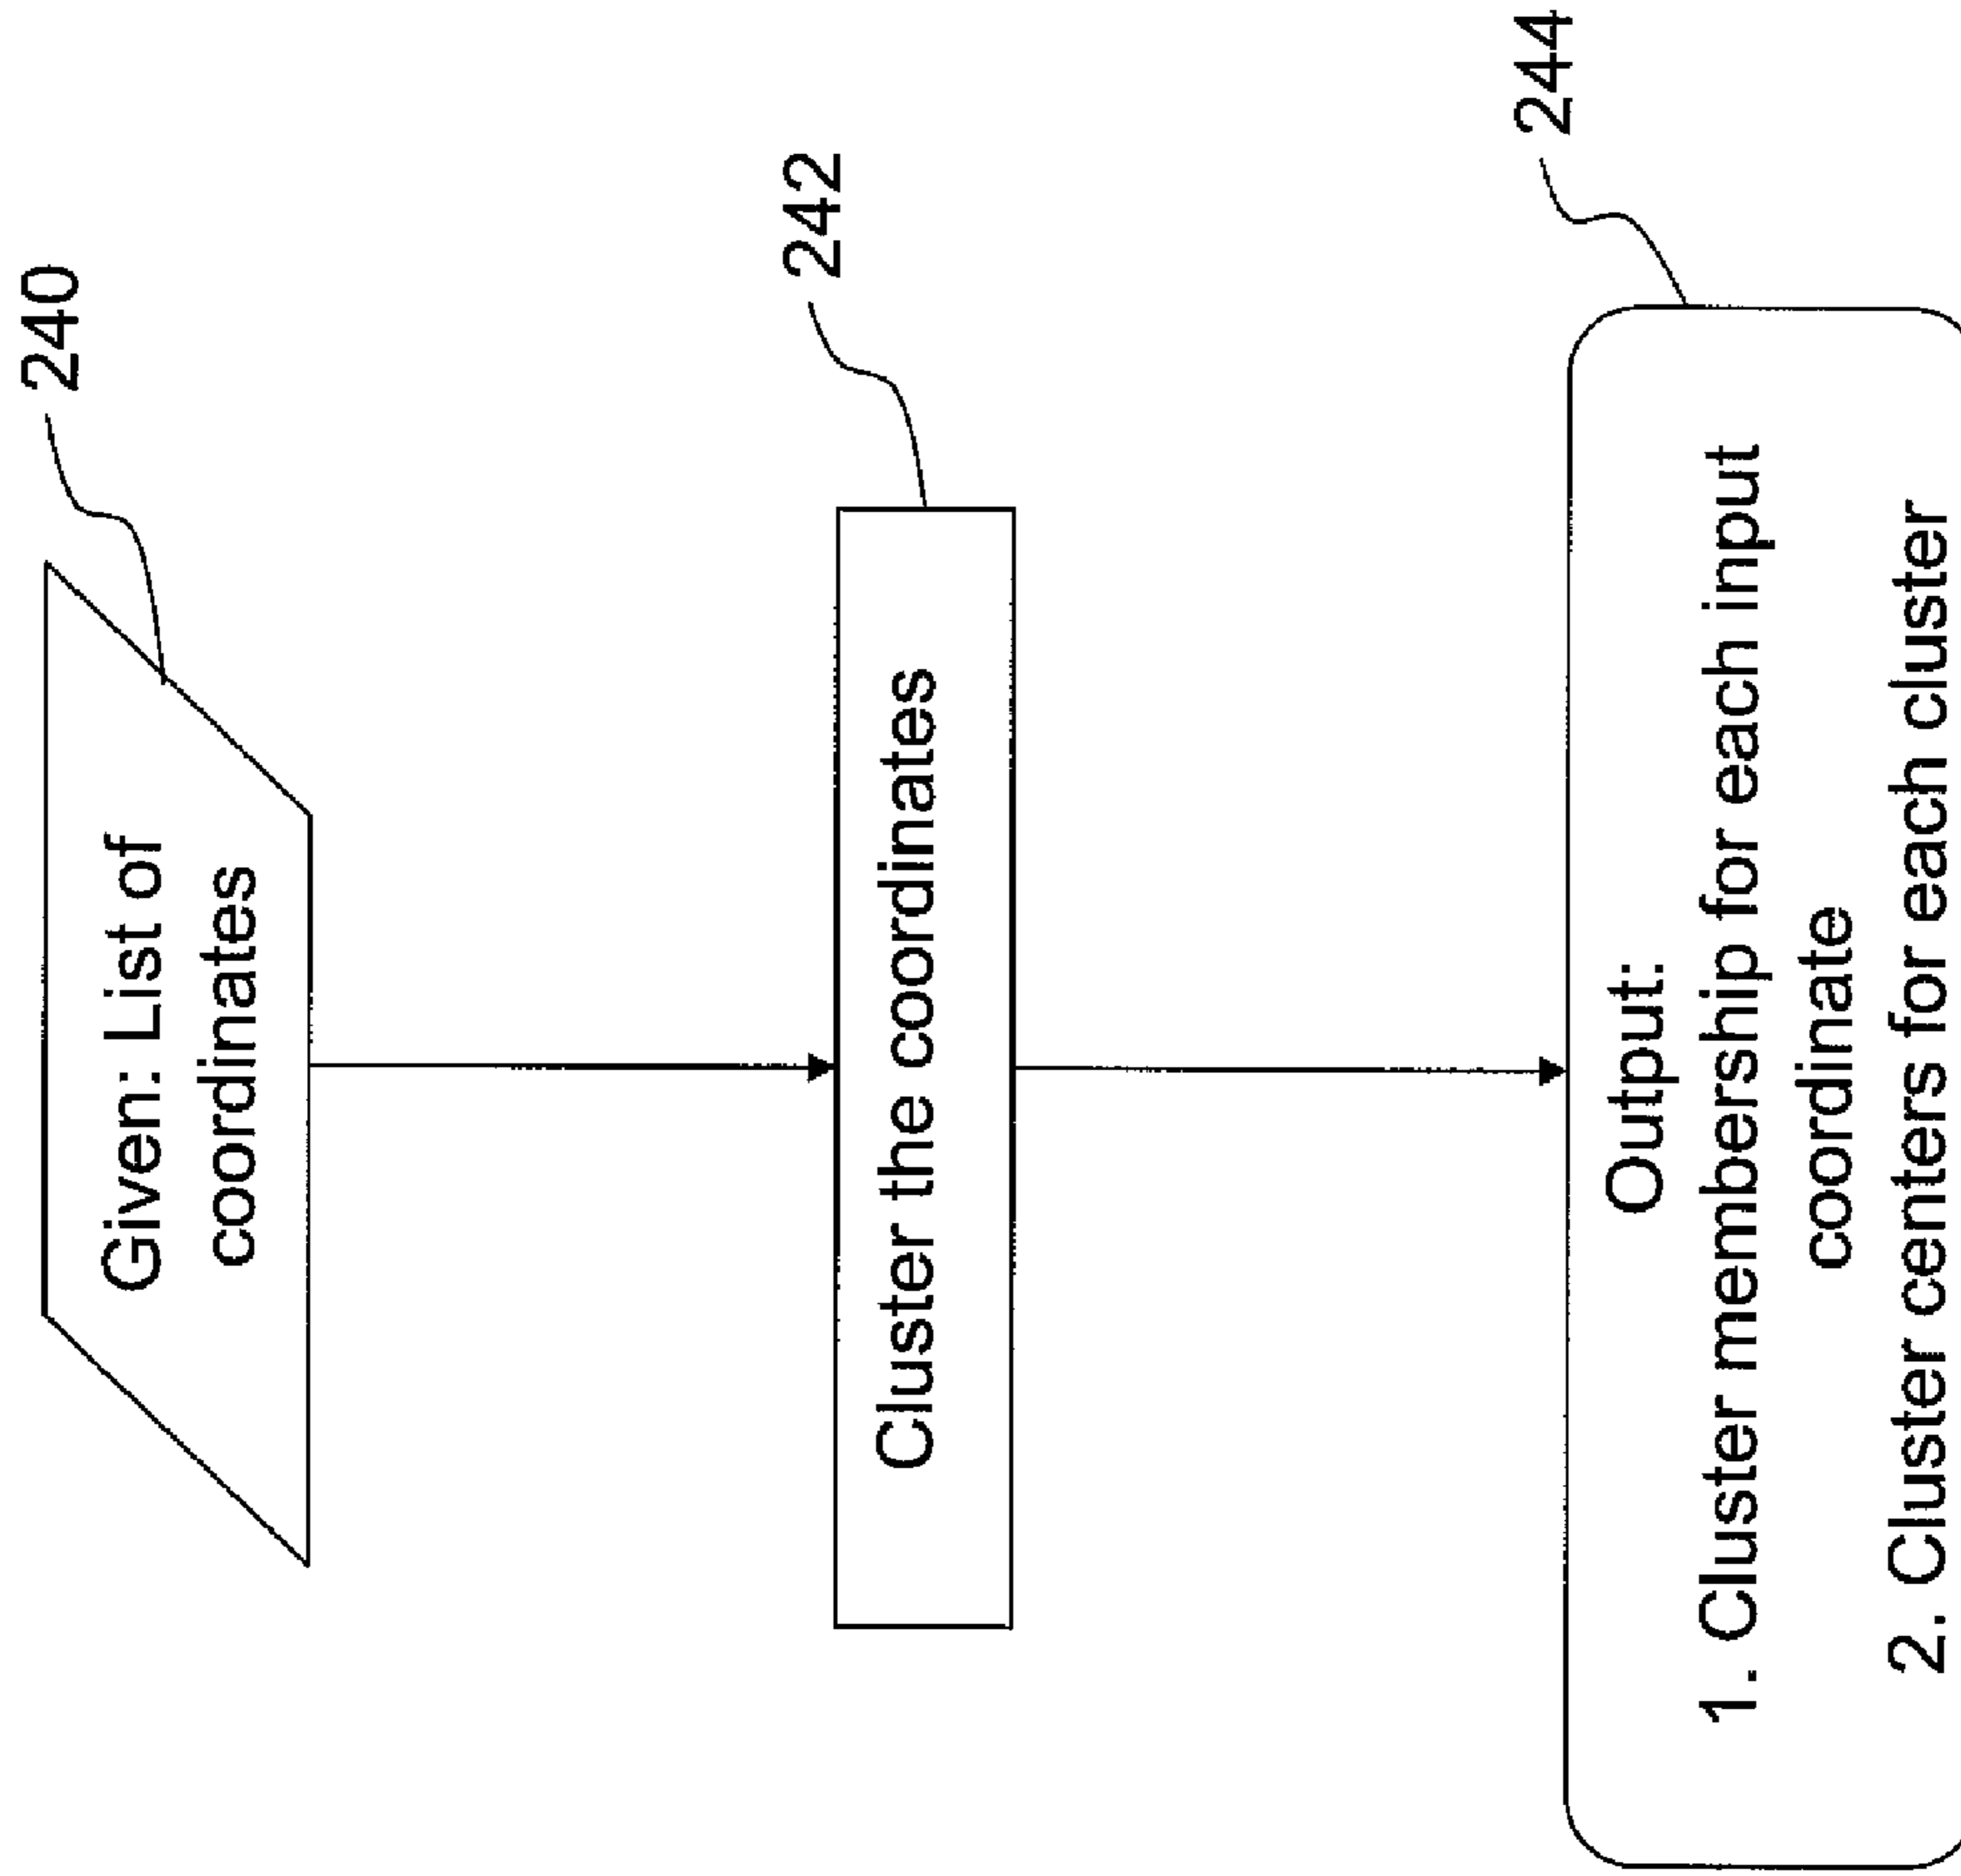 240
Given: List of
coordinates
242
Cluster the coordinates
244
Output:
1. Cluster membership for each input
coordinate
2. Cluster centers for each cluster